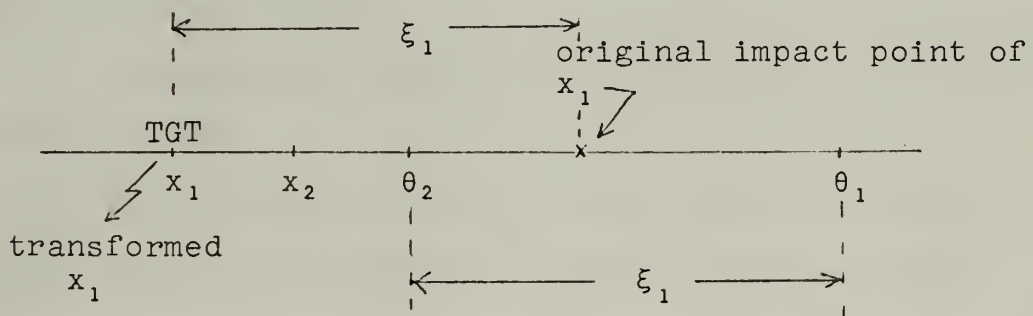 ξ₁
original impact point of
x₁
TGT
x
x₁ x₂ θ₂ θ₁
transformed
x₁
ξ₁